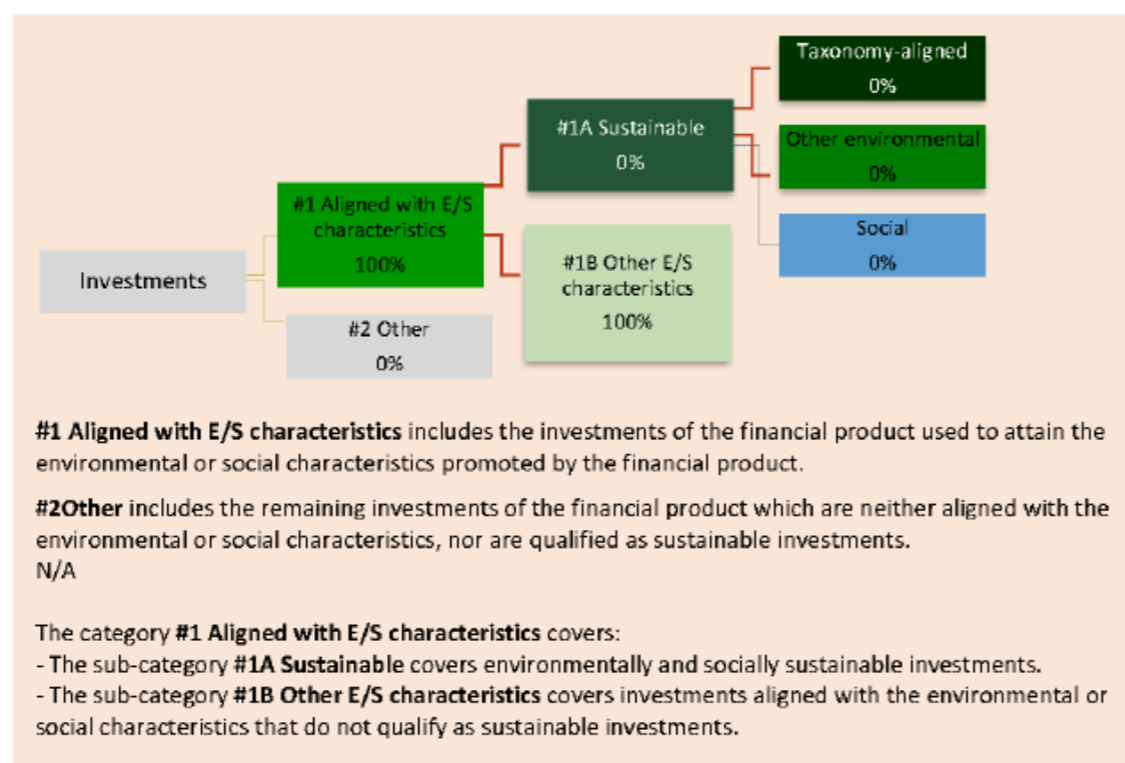 Taxonomy-aligned
0%
#1A Sustainable
0%
Other environmental
0%
#1 Aligned with E/S
characteristics
100%
Social
0%
Investments
#1B Other E/S
characteristics
100%
#2 Other
0%
#1 Aligned with E/S characteristics includes the investments of the financial product used to attain the
environmental or social characteristics promoted by the financial product.
#2Other includes the remaining investments of the financial product which are neither aligned with the
environmental or social characteristics, nor are qualified as sustainable investments.
N/A
The category #1 Aligned with E/S characteristics covers:
- The sub-category #1A Sustainable covers environmentally and socially sustainable investments.
- The sub-category #1B Other E/S characteristics covers investments aligned with the environmental or
social characteristics that do not qualify as sustainable investments.